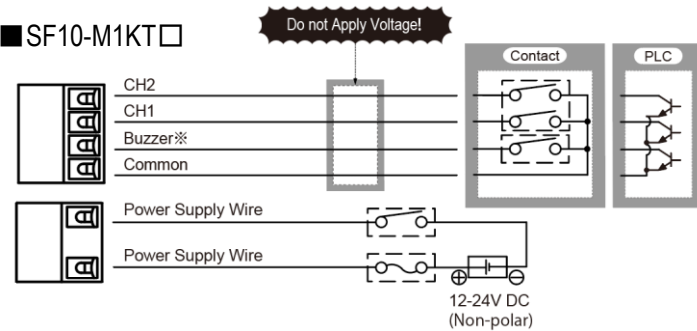 Do not Apply Voltage!
■SF10-M1KT□
Contact
PLC
CH2
CH1
Buzzer※
Common
Power Supply Wire
Power Supply Wire
⊕ ⊖
12-24V DC
(Non-polar)